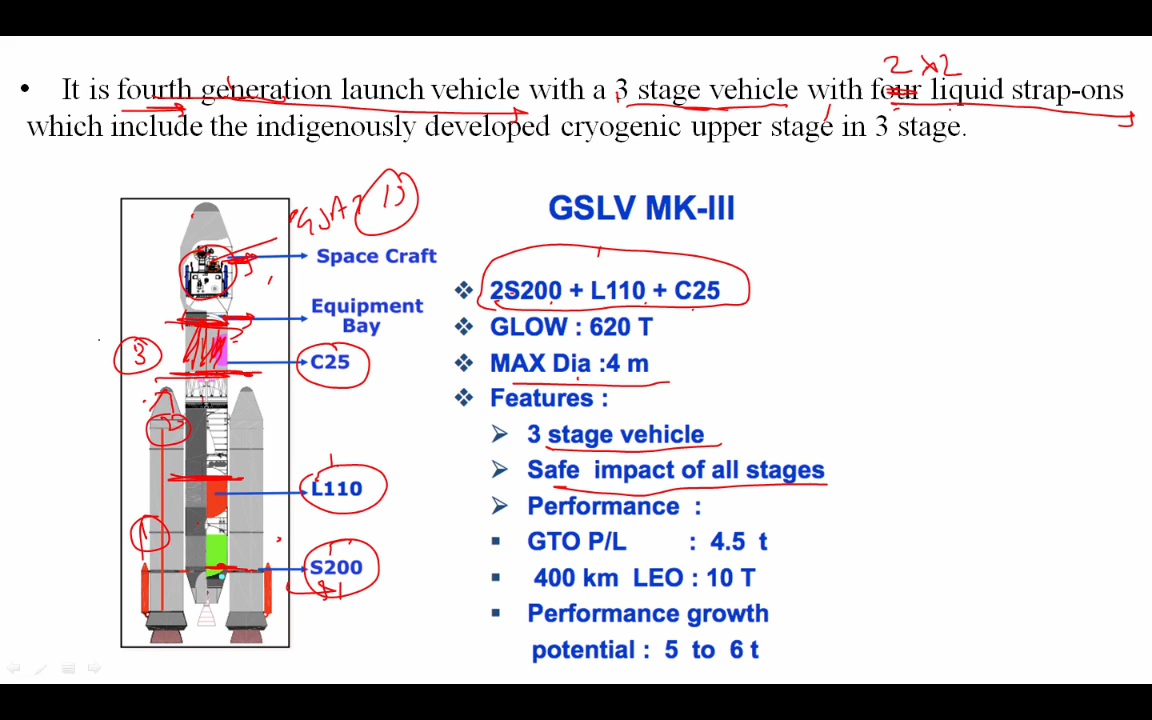 2 x 2
• It is fourth generation launch vehicle with a 3 stage vehicle with four liquid strap-ons
which include the indigenously developed cryogenic upper stage in 3 stage.
GSLV MK-III
Space Craft
Equipment
Bay
3
C25
L110
1
S200
❖ 2S200 + L110 + C25
❖ GLOW : 620 T
❖ MAX Dia :4 m
❖ Features :
➢ 3 stage vehicle
➢ Safe impact of all stages
➢ Performance :
▪ GTO P/L : 4.5 t
▪ 400 km LEO : 10 T
▪ Performance growth
potential : 5 to 6 t